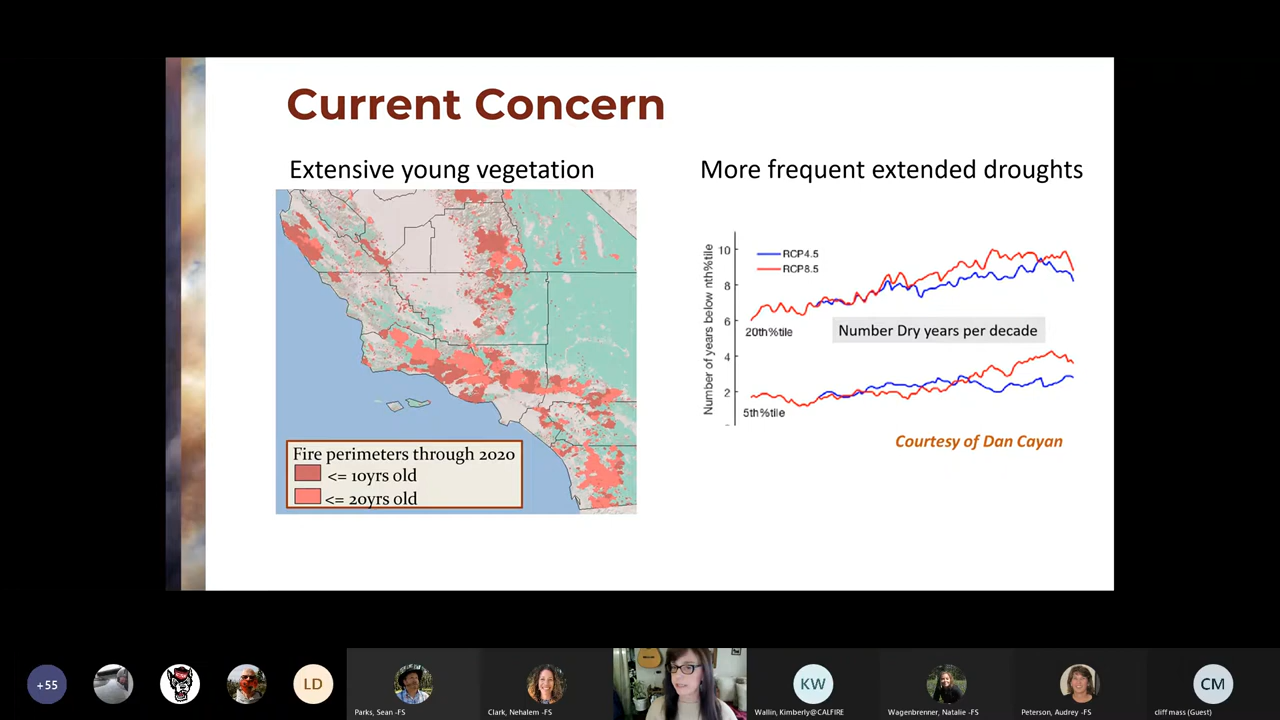 Current Concern
Extensive young vegetation
Fire perimeters through 2020
<= 10yrs old
<= 20yrs old
More frequent extended droughts
Number of years below nth%tile
10
8
6
4
2
RCP4.5
RCP8.5
20th%tile
Number Dry years per decade
5th%tile
Courtesy of Dan Cayan
+55
LD
Parks, Sean -FS
Clark, Nehalem -FS
KW
Wallin, Kimberly@CALFIRE
Wagenbrenner, Natalie -FS
Peterson, Audrey -FS
CM
cliff mass (Guest)